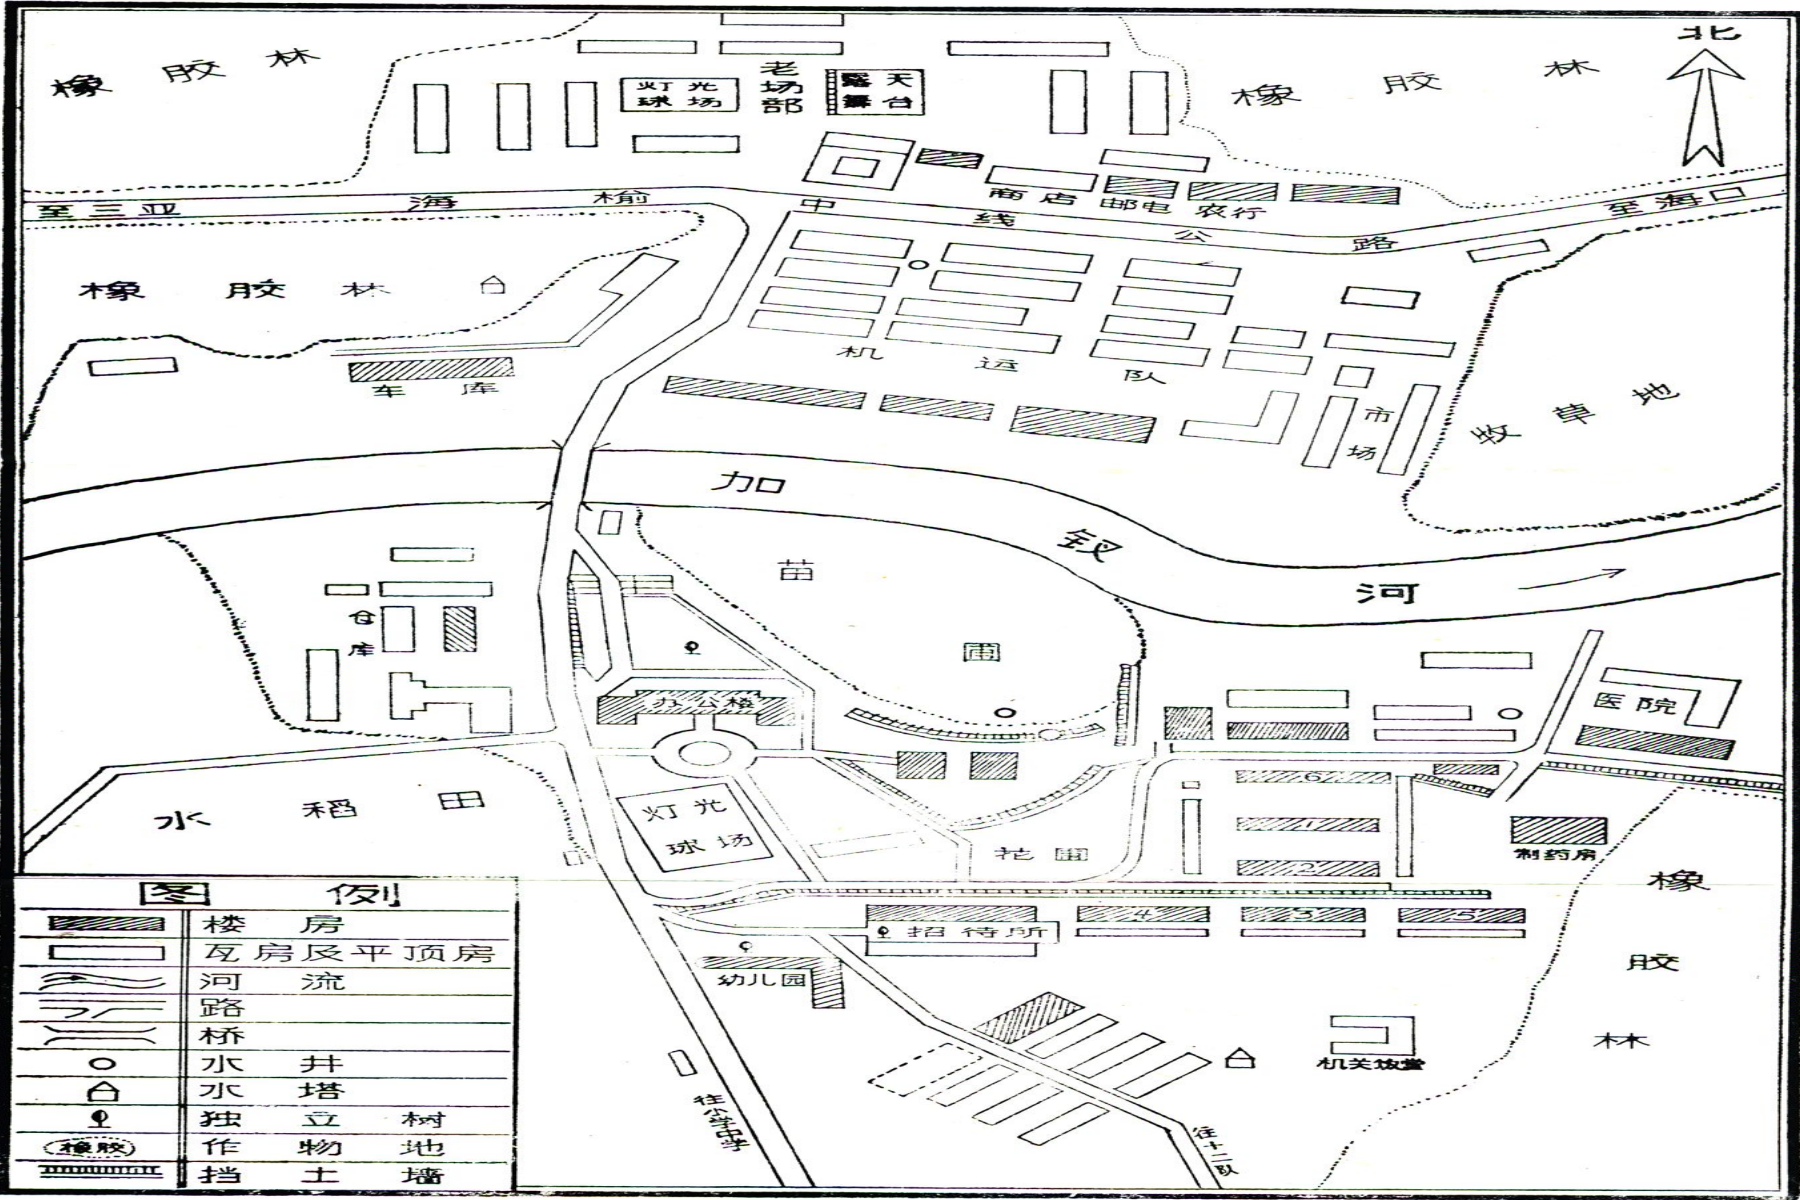 北
橡胶林
灯光
球场
老场部
露天
舞台
橡胶林
商店
邮电
农行
至三亚
海榆中线公路
至海口
橡胶林
车库
机运队
市场
牧草地
加钗河
苗圃
仓库
办公楼
医院
水稻田
灯光
球场
花圃
6
1
2
制药房
橡胶林
招待所
4
3
5
幼儿园
机关饭堂
往小学中学
往十二队
图例
楼房
瓦房及平顶房
河流
路
桥
水井
水塔
独立树
橡胶
作物地
挡土墙